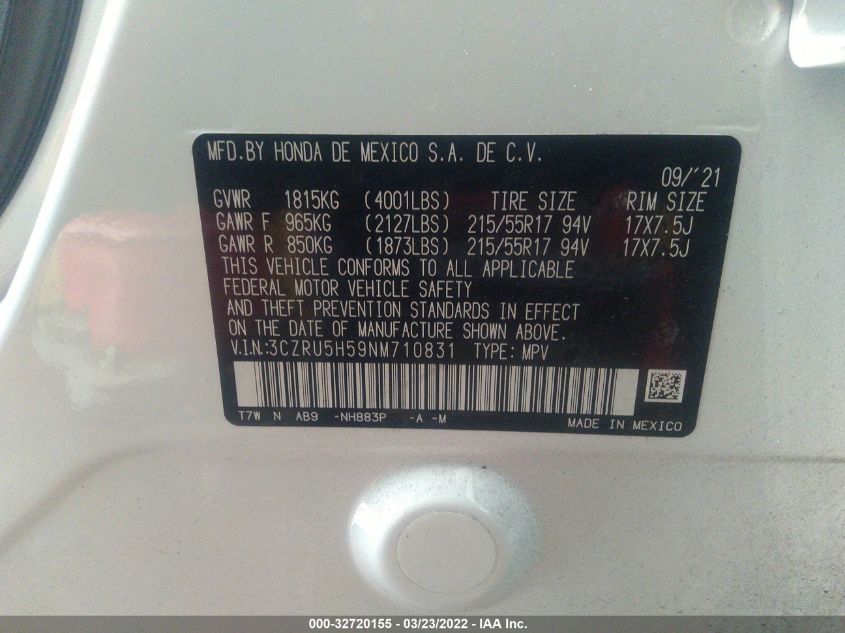 MFD.BY HONDA DE MEXICO S.A. DE C.V.
09/'21
GVWR 1815KG (4001LBS) TIRE SIZE RIM SIZE
GAWR F 965KG (2127LBS) 215/55R17 94V 17X7.5J
GAWR R 850KG (1873LBS) 215/55R17 94V 17X7.5J
THIS VEHICLE CONFORMS TO ALL APPLICABLE
FEDERAL MOTOR VEHICLE SAFETY
AND THEFT PREVENTION STANDARDS IN EFFECT
ON THE DATE OF MANUFACTURE SHOWN ABOVE.
V.I.N.:3CZRU5H59NM710831 TYPE: MPV
T7W N AB9 -NH883P -A -M
MADE IN MEXICO
000-32720155 - 03/23/2022 - IAA Inc.